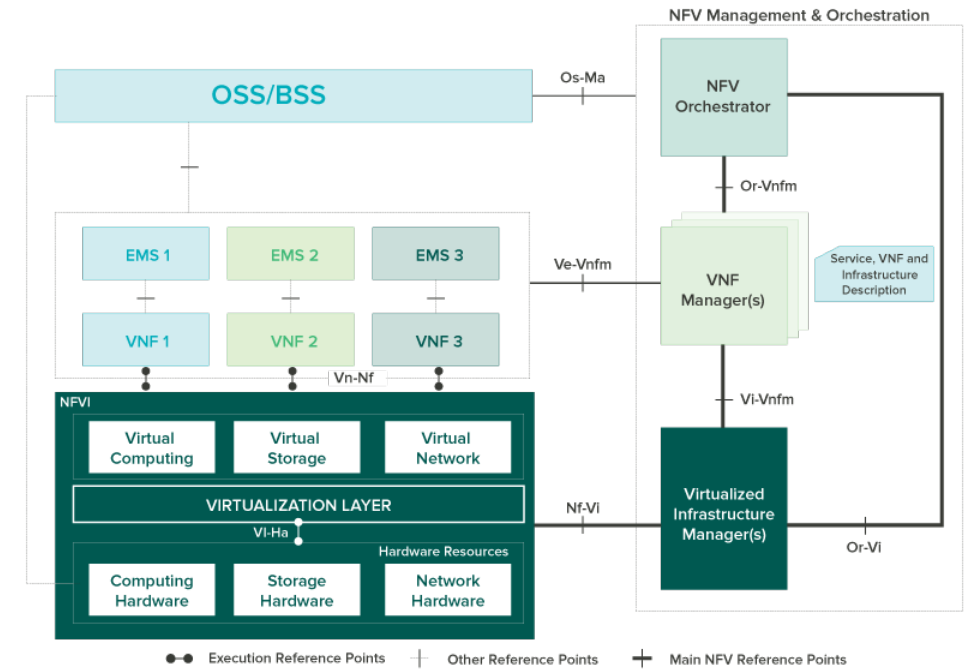 NFV Management & Orchestration
OSS/BSS
Os-Ma
NFV
Orchestrator
Or-Vnfm
EMS 1
EMS 2
EMS 3
Ve-Vnfm
VNF
Manager(s)
Service, VNF and
Infrastructure
Description
VNF 1
VNF 2
VNF 3
Vn-Nf
Vi-Vnfm
NFVI
Virtual
Computing
Virtual
Storage
Virtual
Network
VIRTUALIZATION LAYER
Nf-Vi
Virtualized
Infrastructure
Manager(s)
Or-Vi
VI-Ha
Hardware Resources
Computing
Hardware
Storage
Hardware
Network
Hardware
Execution Reference Points
Other Reference Points
Main NFV Reference Points